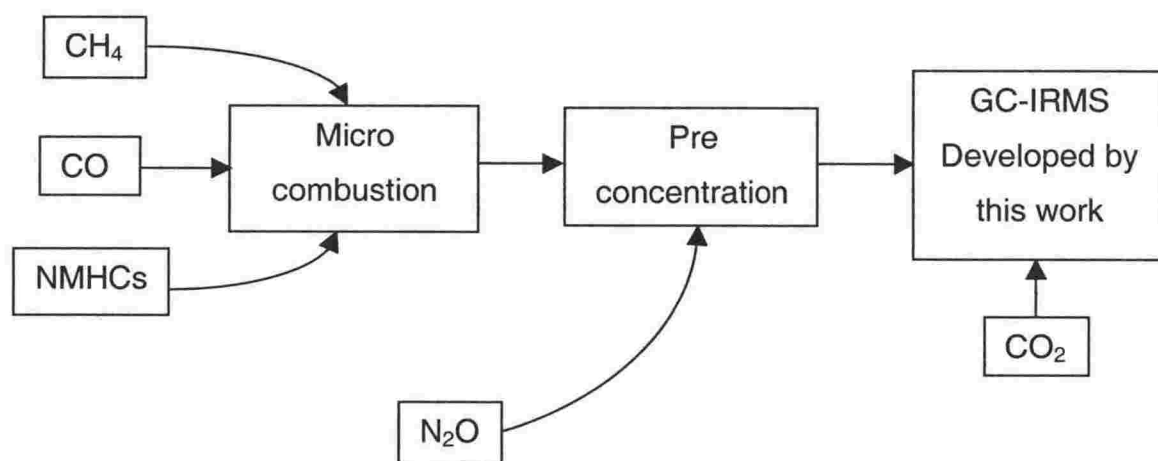 CH₄
CO
NMHCs
Micro
combustion
Pre
concentration
N₂O
GC-IRMS
Developed by
this work
CO₂